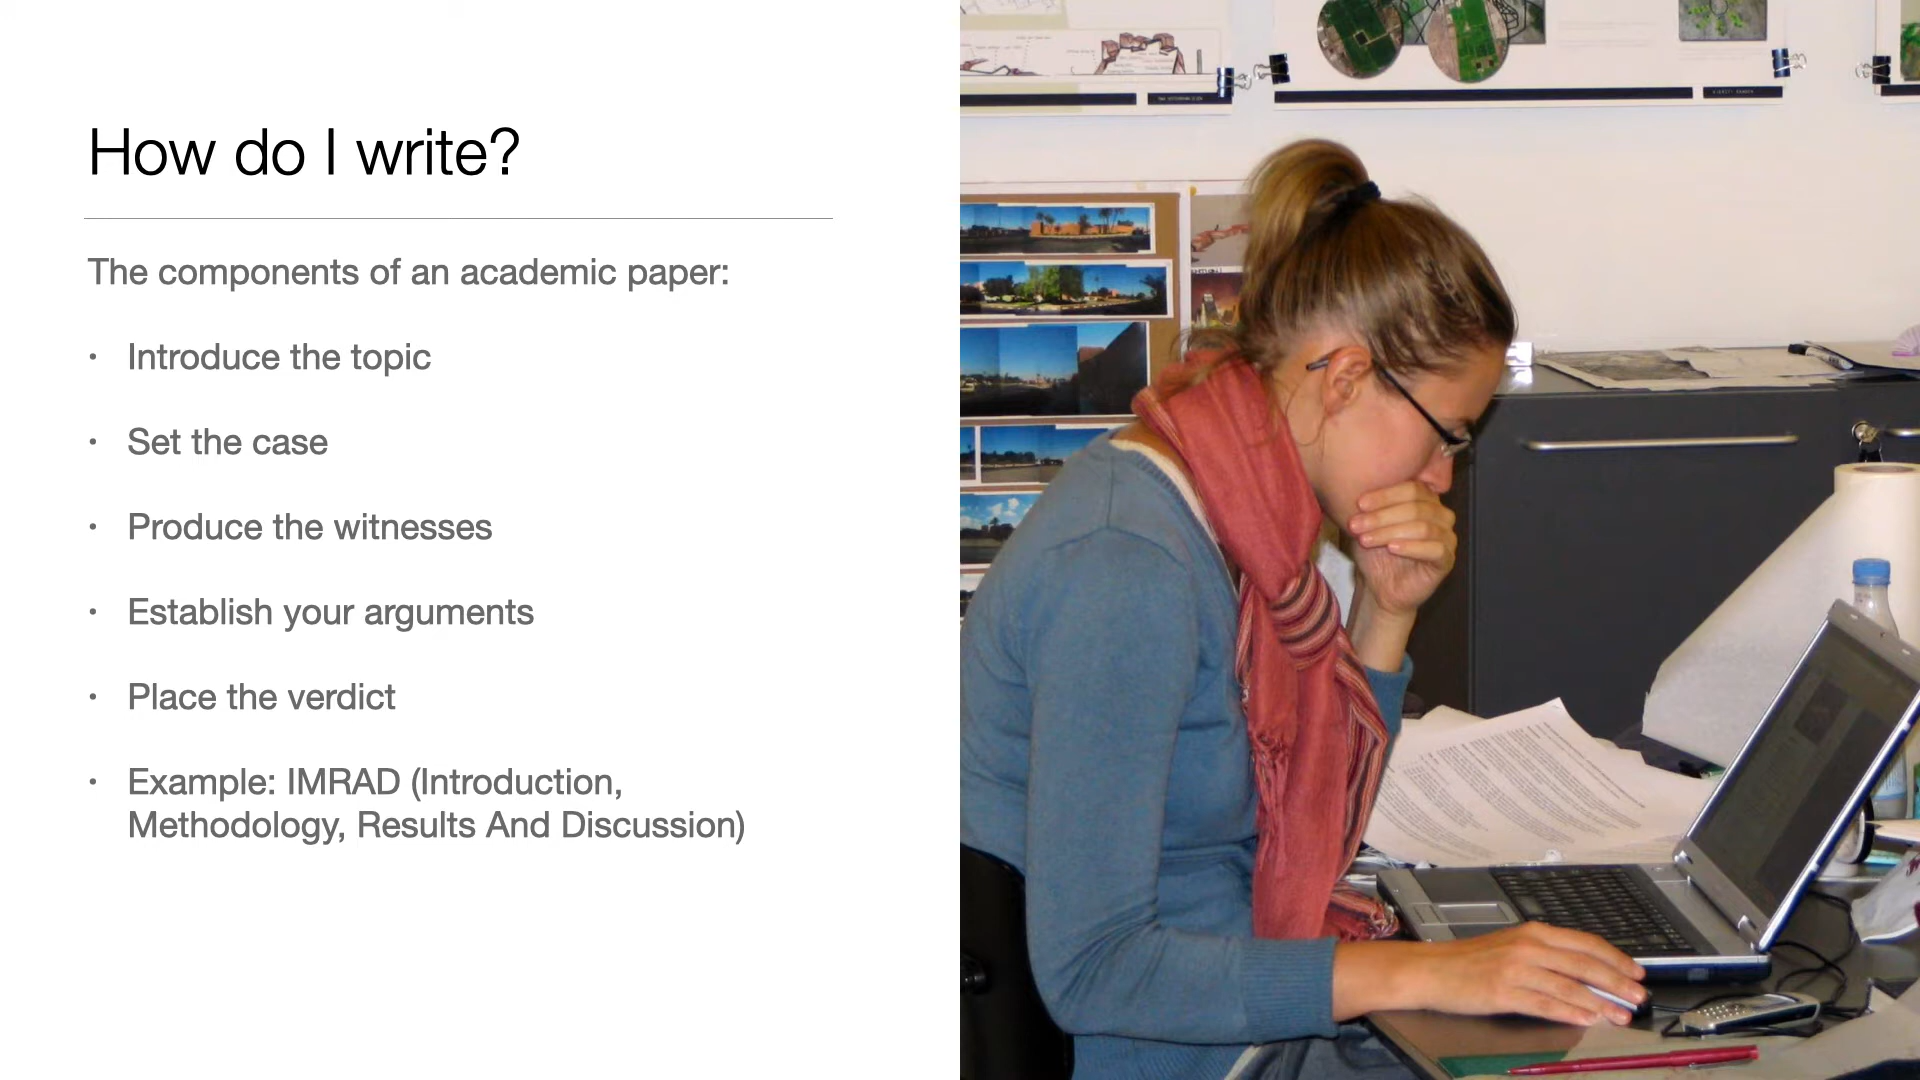 How do I write?
The components of an academic paper:
• Introduce the topic
• Set the case
• Produce the witnesses
• Establish your arguments
• Place the verdict
• Example: IMRAD (Introduction,
Methodology, Results And Discussion)